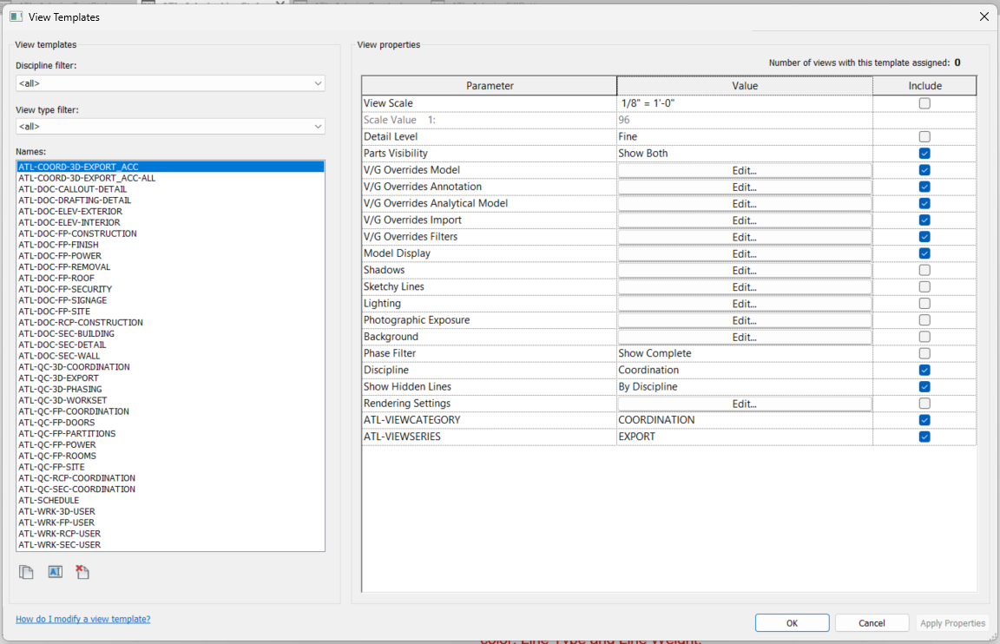 View Templates
View templates
Discipline filter:
<all>
View type filter:
<all>
Names:
ATL-COORD-3D-EXPORT_ACC
ATL-COORD-3D-EXPORT_ACC-ALL
ATL-DOC-CALLOUT-DETAIL
ATL-DOC-DRAFTING-DETAIL
ATL-DOC-ELEV-EXTERIOR
ATL-DOC-ELEV-INTERIOR
ATL-DOC-FP-CONSTRUCTION
ATL-DOC-FP-FINISH
ATL-DOC-FP-POWER
ATL-DOC-FP-REMOVAL
ATL-DOC-FP-ROOF
ATL-DOC-FP-SECURITY
ATL-DOC-FP-SIGNAGE
ATL-DOC-FP-SITE
ATL-DOC-RCP-CONSTRUCTION
ATL-DOC-SEC-BUILDING
ATL-DOC-SEC-DETAIL
ATL-DOC-SEC-WALL
ATL-QC-3D-COORDINATION
ATL-QC-3D-EXPORT
ATL-QC-3D-PHASING
ATL-QC-3D-WORKSET
ATL-QC-FP-COORDINATION
ATL-QC-FP-DOORS
ATL-QC-FP-PARTITIONS
ATL-QC-FP-POWER
ATL-QC-FP-ROOMS
ATL-QC-FP-SITE
ATL-QC-RCP-COORDINATION
ATL-QC-SEC-COORDINATION
ATL-SCHEDULE
ATL-WRK-3D-USER
ATL-WRK-FP-USER
ATL-WRK-RCP-USER
ATL-WRK-SEC-USER
How do I modify a view template?
View properties
Number of views with this template assigned: 0
Parameter Value Include
View Scale 1/8" = 1'-0"
Scale Value 1: 96
Detail Level Fine
Parts Visibility Show Both
V/G Overrides Model Edit...
V/G Overrides Annotation Edit...
V/G Overrides Analytical Model Edit...
V/G Overrides Import Edit...
V/G Overrides Filters Edit...
Model Display Edit...
Shadows Edit...
Sketchy Lines Edit...
Lighting Edit...
Photographic Exposure Edit...
Background Edit...
Phase Filter Show Complete
Discipline Coordination
Show Hidden Lines By Discipline
Rendering Settings Edit...
ATL-VIEWCATEGORY COORDINATION
ATL-VIEWSERIES EXPORT
OK Cancel Apply Properties
color, Line Type and Line Weight.